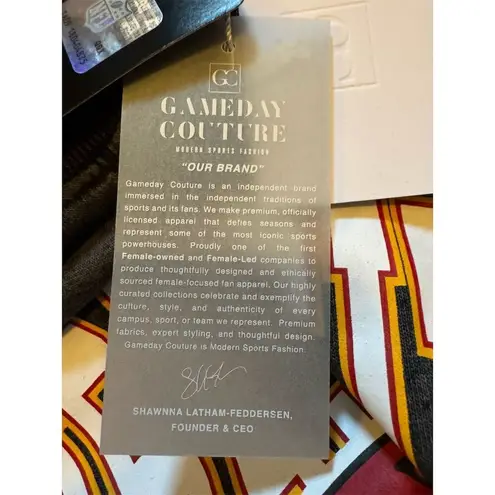 GC
GAMEDAY
COUTURE
MODERN SPORTS FASHION
"OUR BRAND"
Gameday Couture is an independent brand
immersed in the independent traditions of
sports and its fans. We make premium, officially
licensed apparel that defies seasons and
represent some of the most iconic sports
powerhouses. Proudly one of the first
Female-owned and Female-Led companies to
produce thoughtfully designed and ethically
sourced female-focused fan apparel. Our highly
curated collections celebrate and exemplify the
culture, style, and authenticity of every
campus, sport, or team we represent. Premium
fabrics, expert styling, and thoughtful design.
Gameday Couture is Modern Sports Fashion.
SHAWNNA LATHAM-FEDDERSEN,
FOUNDER & CEO